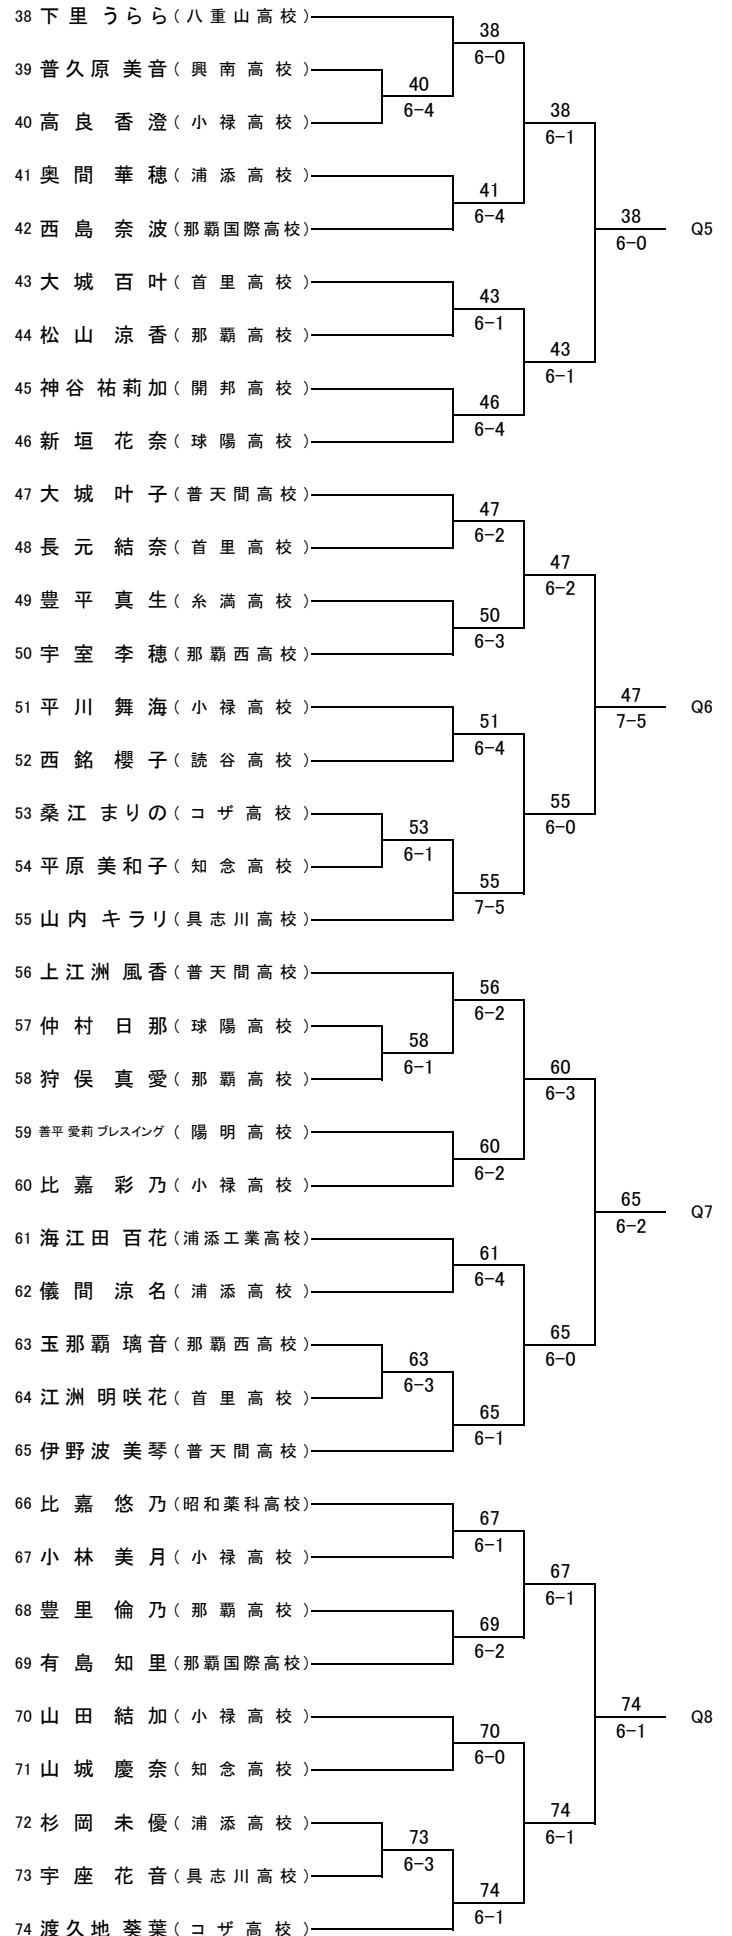 38 下里 うらら(八重山高校)
38
6-0
39 普久原 美音(興南高校)
40
6-4
40 高良香澄(小禄高校)
38
6-1
41 奥間華穂(浦添高校)
41
6-4
42 西島奈波(那覇国際高校)
38
6-0
Q5
43 大城百叶(首里高校)
43
6-1
44 松山涼香(那覇高校)
43
6-1
45 神谷 祐莉加(開邦高校)
46
6-4
46 新垣花奈(球陽高校)
47 大城叶子(普天間高校)
47
6-2
48 長元結奈(首里高校)
47
6-2
49 豊平真生(糸満高校)
50
6-3
50 宇室李穂(那覇西高校)
47
7-5
Q6
51 平川舞海(小禄高校)
51
6-4
52 西銘櫻子(読谷高校)
55
6-0
53 桑江 まりの(コザ高校)
53
6-1
54 平原 美和子(知念高校)
55
7-5
55 山内 キラリ(具志川高校)
56 上江洲 風香(普天間高校)
56
6-2
57 仲村日那(球陽高校)
58
6-1
58 狩俣真愛(那覇高校)
60
6-3
59 善平 愛莉 ブレスイング (陽明高校)
60
6-2
60 比嘉彩乃(小禄高校)
65
6-2
Q7
61 海江田 百花(浦添工業高校)
61
6-4
62 儀間涼名(浦添高校)
65
6-0
63 玉那覇 璃音(那覇西高校)
63
6-3
64 江洲 明咲花(首里高校)
65
6-1
65 伊野波 美琴(普天間高校)
66 比嘉悠乃(昭和薬科高校)
67
6-1
67 小林美月(小禄高校)
67
6-1
68 豊里倫乃(那覇高校)
69
6-2
69 有島知里(那覇国際高校)
74
6-1
Q8
70 山田結加(小禄高校)
70
6-0
71 山城慶奈(知念高校)
74
6-1
72 杉岡未優(浦添高校)
73
6-3
73 宇座花音(具志川高校)
74
6-1
74 渡久地 葵葉(コザ高校)